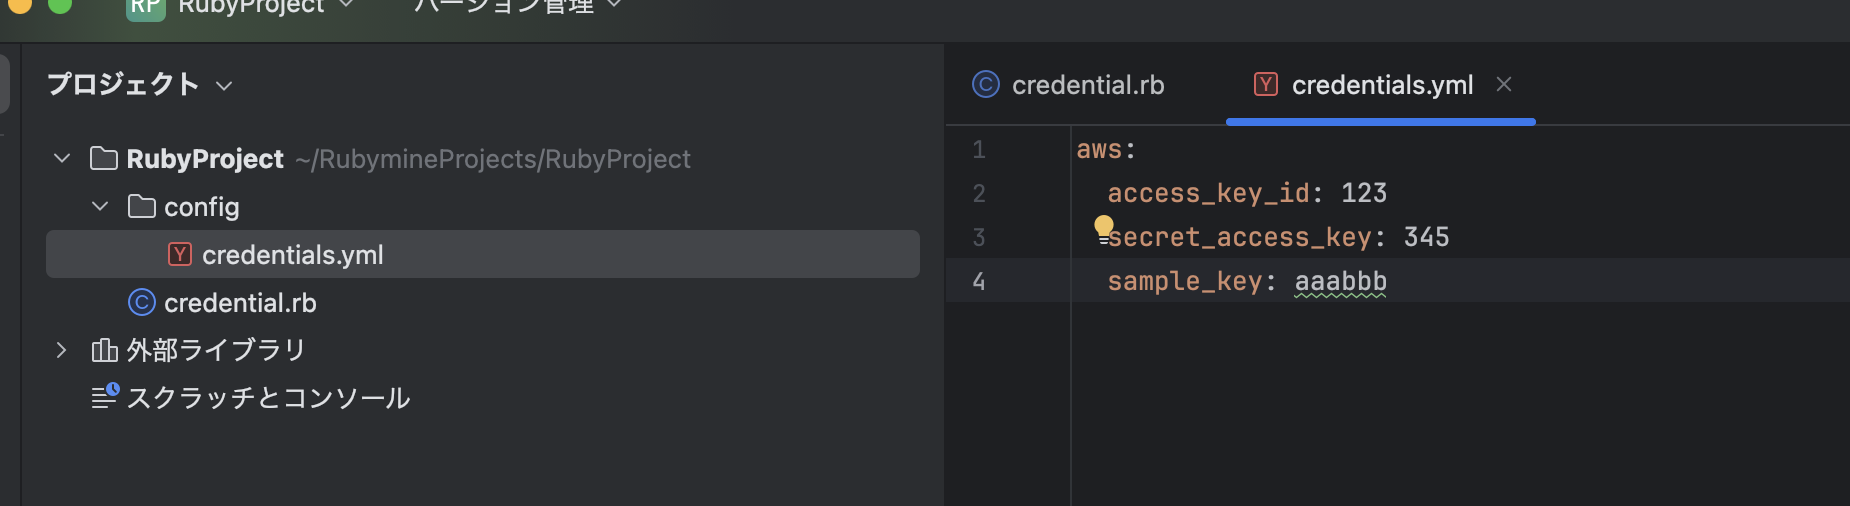 RP RubyProject バージョン管理
プロジェクト
RubyProject ~/RubymineProjects/RubyProject
config
Y credentials.yml
C credential.rb
外部ライブラリ
スクラッチとコンソール
C credential.rb
Y credentials.yml
1 aws:
2 access_key_id: 123
3 secret_access_key: 345
4 sample_key: aaabbb